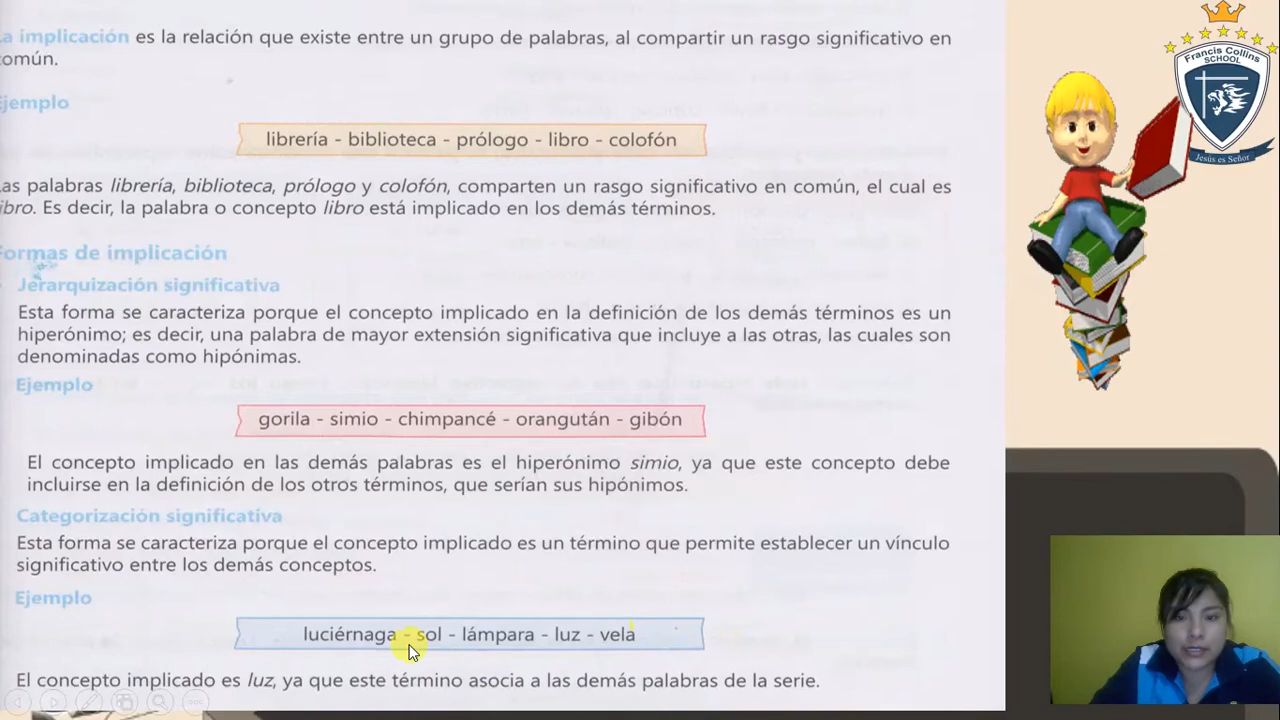 La implicación es la relación que existe entre un grupo de palabras, al compartir un rasgo significativo en
común.
Ejemplo
librería - biblioteca - prólogo - libro - colofón
Las palabras librería, biblioteca, prólogo y colofón, comparten un rasgo significativo en común, el cual es
libro. Es decir, la palabra o concepto libro está implicado en los demás términos.
Formas de implicación
Jerarquización significativa
Esta forma se caracteriza porque el concepto implicado en la definición de los demás términos es un
hiperónimo; es decir, una palabra de mayor extensión significativa que incluye a las otras, las cuales son
denominadas como hipónimas.
Ejemplo
gorila - simio - chimpancé - orangután - gibón
El concepto implicado en las demás palabras es el hiperónimo simio, ya que este concepto debe
incluirse en la definición de los otros términos, que serían sus hipónimos.
Categorización significativa
Esta forma se caracteriza porque el concepto implicado es un término que permite establecer un vínculo
significativo entre los demás conceptos.
Ejemplo
luciérnaga - sol - lámpara - luz - vela
El concepto implicado es luz, ya que este término asocia a las demás palabras de la serie.
Francis Collins
SCHOOL
Jesús es Señor